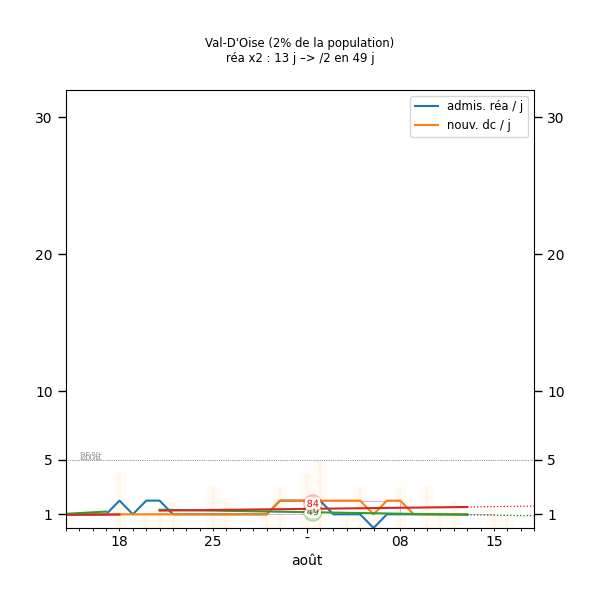 Val-D'Oise (2% de la population)
réa x2 : 13 j –> /2 en 49 j
admis. réa / j
nouv. dc / j
30 30
20 20
10 10
5 5
1 1
84
49
18 25 - 08 15
août